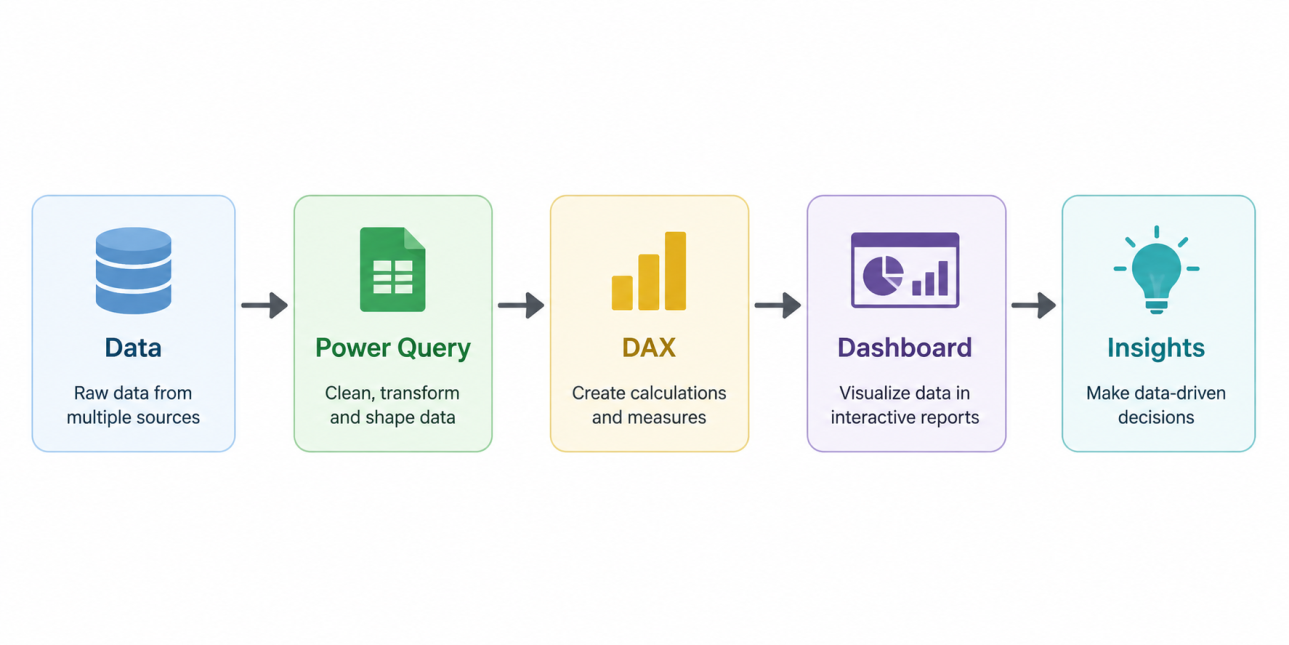 Data
Raw data from
multiple sources
Power Query
Clean, transform
and shape data
DAX
Create calculations
and measures
Dashboard
Visualize data in
interactive reports
Insights
Make data-driven
decisions